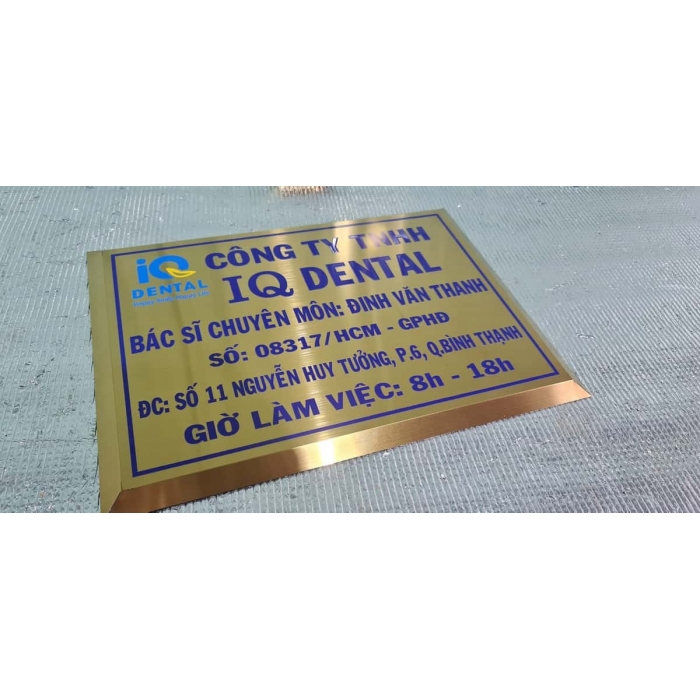 iQ
DENTAL
CÔNG TY TNHH
IQ DENTAL
BÁC SĨ CHUYÊN MÔN: ĐINH VĂN THANH
SỐ: 08317/HCM - GPHĐ
ĐC: SỐ 11 NGUYỄN HUY TƯỞNG, P.6, Q.BÌNH THẠNH
GIỜ LÀM VIỆC: 8h - 18h